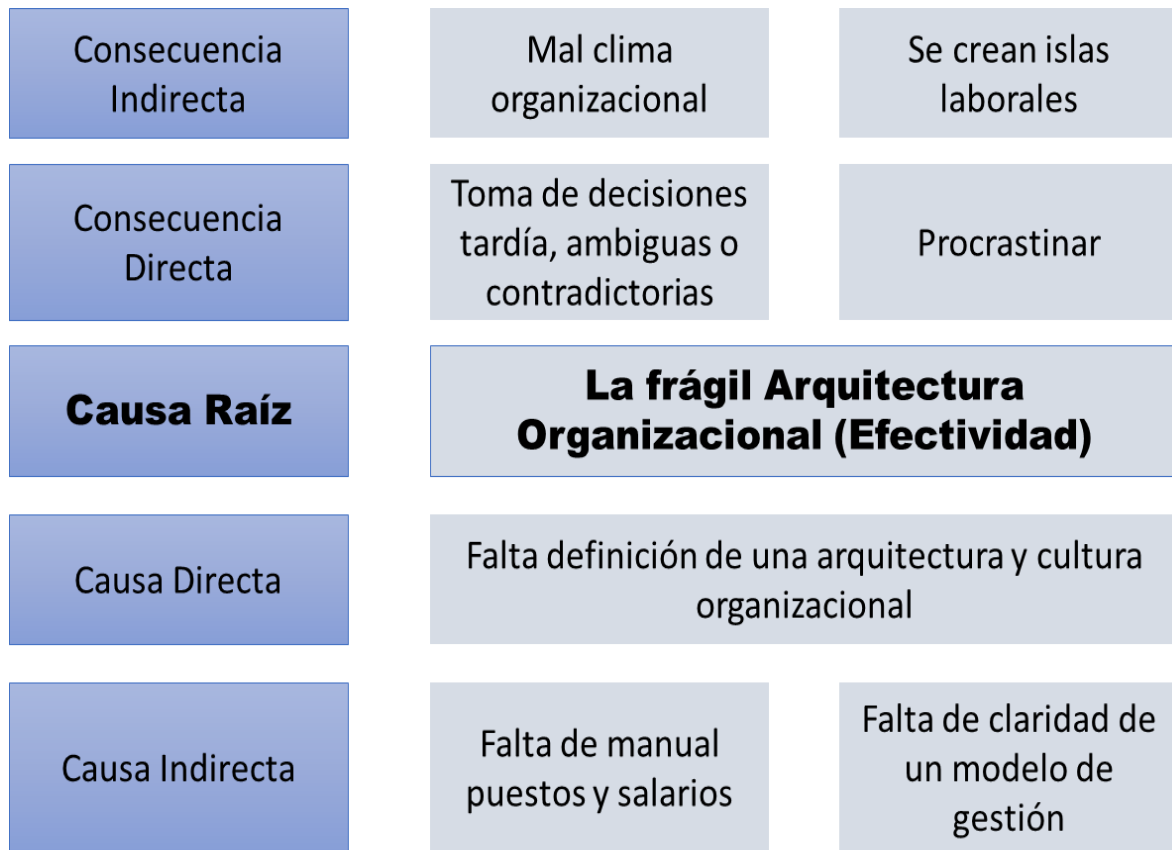 Consecuencia
Indirecta
Mal clima
organizacional
Se crean islas
laborales
Consecuencia
Directa
Toma de decisiones
tardía, ambiguas o
contradictorias
Procrastinar
Causa Raíz
La frágil Arquitectura
Organizacional (Efectividad)
Causa Directa
Falta definición de una arquitectura y cultura
organizacional
Causa Indirecta
Falta de manual
puestos y salarios
Falta de claridad de
un modelo de
gestión